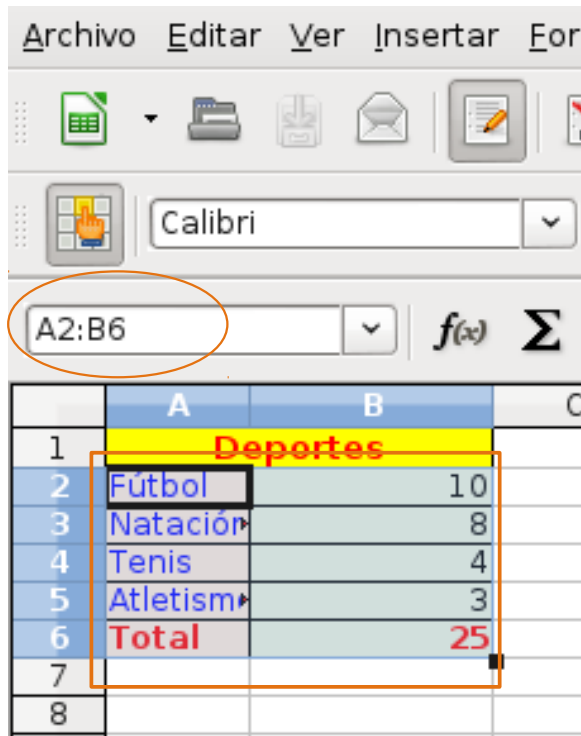 Archivo Editar Ver Insertar For
Calibri
A2:B6 f(x) Σ
A B C
1 Deportes
2 Fútbol 10
3 Natación 8
4 Tenis 4
5 Atletism 3
6 Total 25
7
8